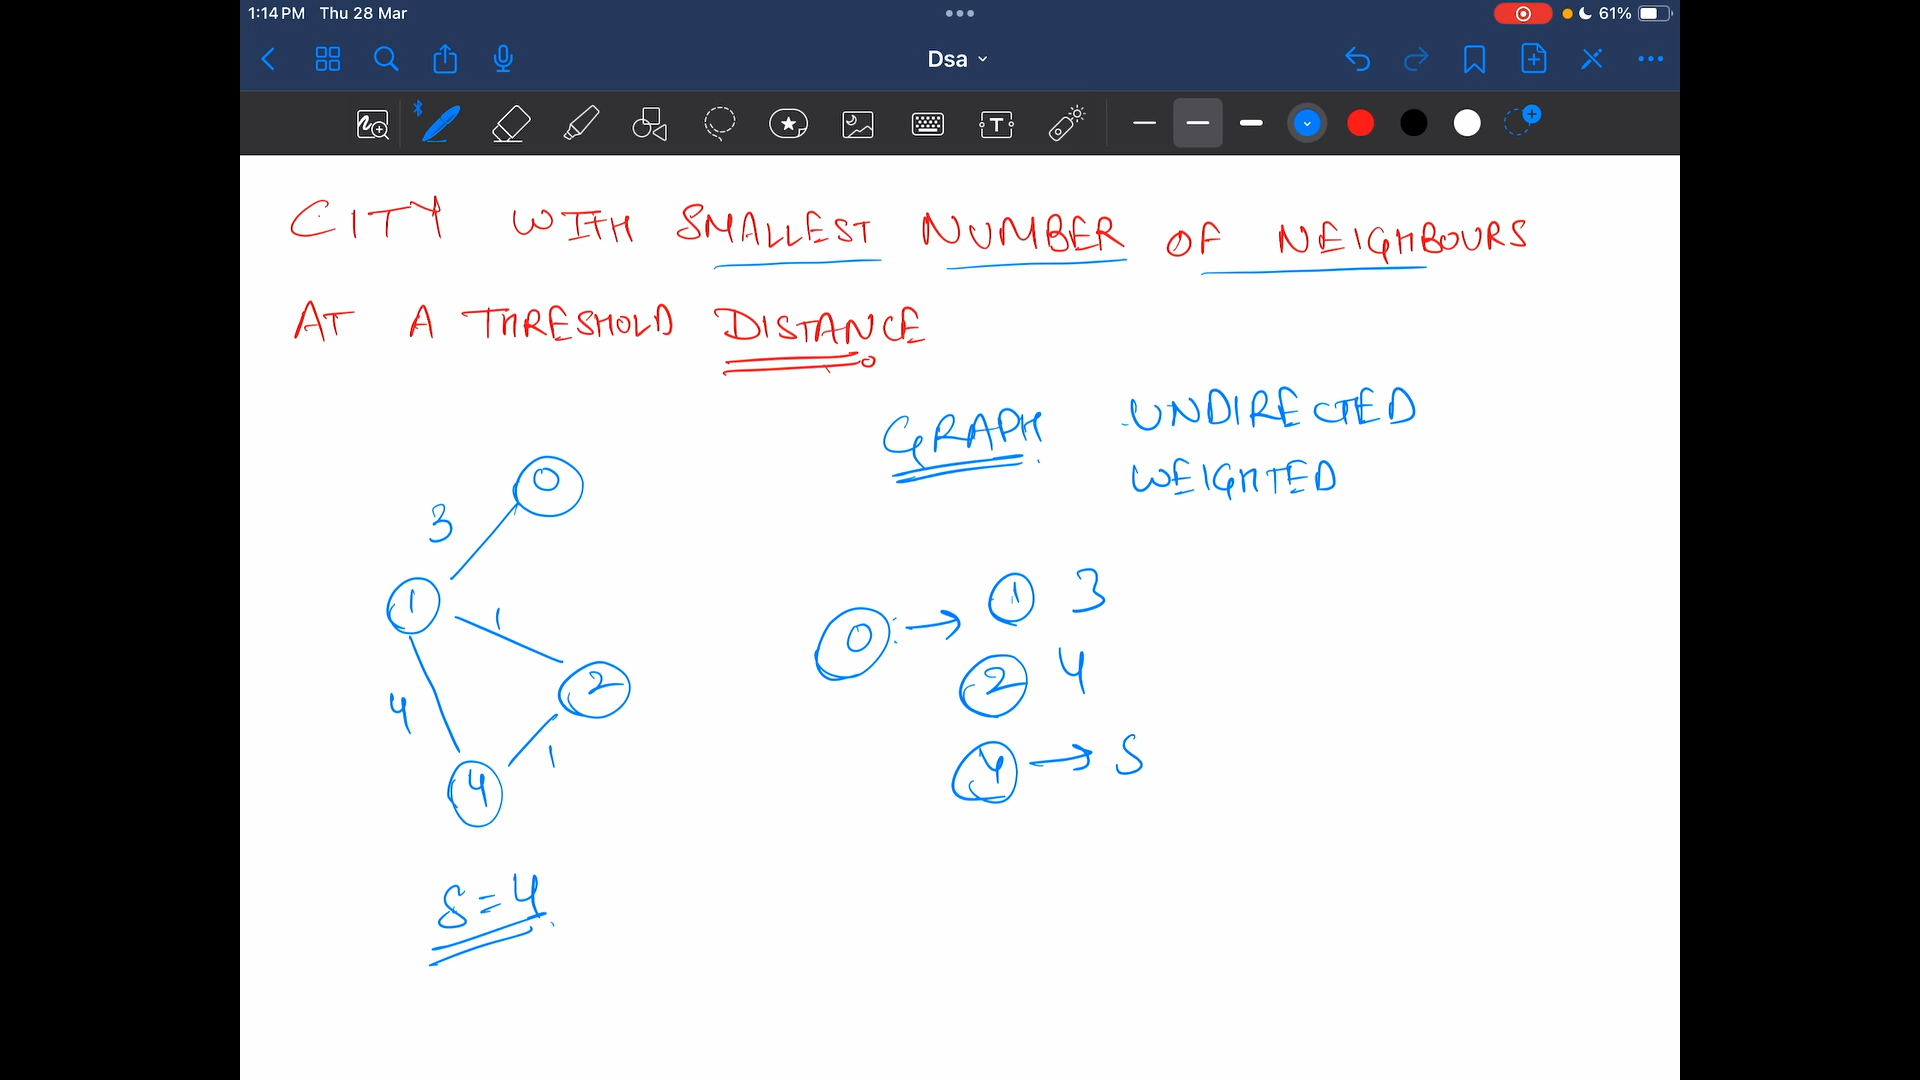 1:14 PM Thu 28 Mar
61%
Dsa
T
CITY WITH SMALLEST NUMBER OF NEIGHBOURS
AT A THRESHOLD DISTANCE
GRAPH UNDIRECTED
WEIGHTED
0
3
1
1
2
4
1
4
0 → 1 3
2 4
4 → 5
S=4